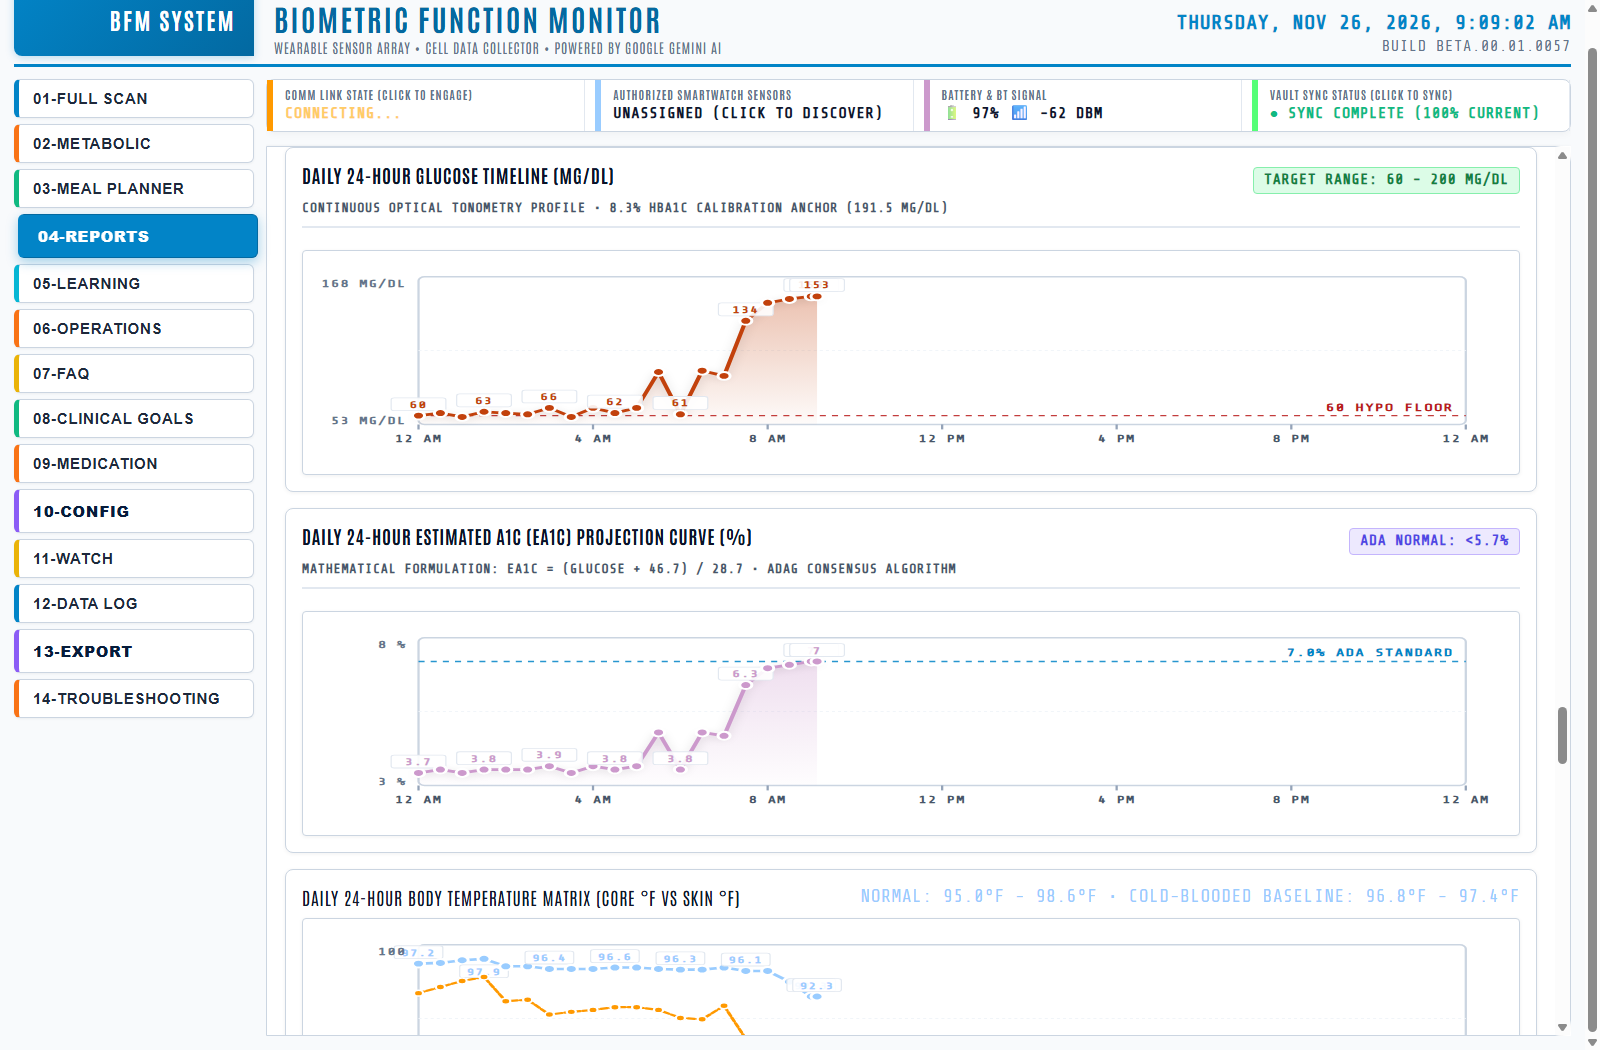 BFM SYSTEM
BIOMETRIC FUNCTION MONITOR
WEARABLE SENSOR ARRAY • CELL DATA COLLECTOR • POWERED BY GOOGLE GEMINI AI
THURSDAY, NOV 26, 2026, 9:09:02 AM
BUILD BETA.00.01.0057
01-FULL SCAN
02-METABOLIC
03-MEAL PLANNER
04-REPORTS
05-LEARNING
06-OPERATIONS
07-FAQ
08-CLINICAL GOALS
09-MEDICATION
10-CONFIG
11-WATCH
12-DATA LOG
13-EXPORT
14-TROUBLESHOOTING
COMM LINK STATE (CLICK TO ENGAGE)
CONNECTING...
AUTHORIZED SMARTWATCH SENSORS
UNASSIGNED (CLICK TO DISCOVER)
BATTERY & BT SIGNAL
97% -62 DBM
VAULT SYNC STATUS (CLICK TO SYNC)
● SYNC COMPLETE (100% CURRENT)
DAILY 24-HOUR GLUCOSE TIMELINE (MG/DL)
TARGET RANGE: 60 - 200 MG/DL
CONTINUOUS OPTICAL TONOMETRY PROFILE • 8.3% HBA1C CALIBRATION ANCHOR (191.5 MG/DL)
168 MG/DL
153
134
60 63 66 62 61
60 HYPO FLOOR
53 MG/DL
12 AM 4 AM 8 AM 12 PM 4 PM 8 PM 12 AM
DAILY 24-HOUR ESTIMATED A1C (EA1C) PROJECTION CURVE (%)
ADA NORMAL: <5.7%
MATHEMATICAL FORMULATION: EA1C = (GLUCOSE + 46.7) / 28.7 • ADAG CONSENSUS ALGORITHM
8 %
7
7.0% ADA STANDARD
6.3
3.7 3.8 3.9 3.8 3.8
3 %
12 AM 4 AM 8 AM 12 PM 4 PM 8 PM 12 AM
DAILY 24-HOUR BODY TEMPERATURE MATRIX (CORE °F VS SKIN °F)
NORMAL: 95.0°F - 98.6°F • COLD-BLOODED BASELINE: 96.8°F - 97.4°F
100
97.2 96.4 96.6 96.3 96.1
92.3